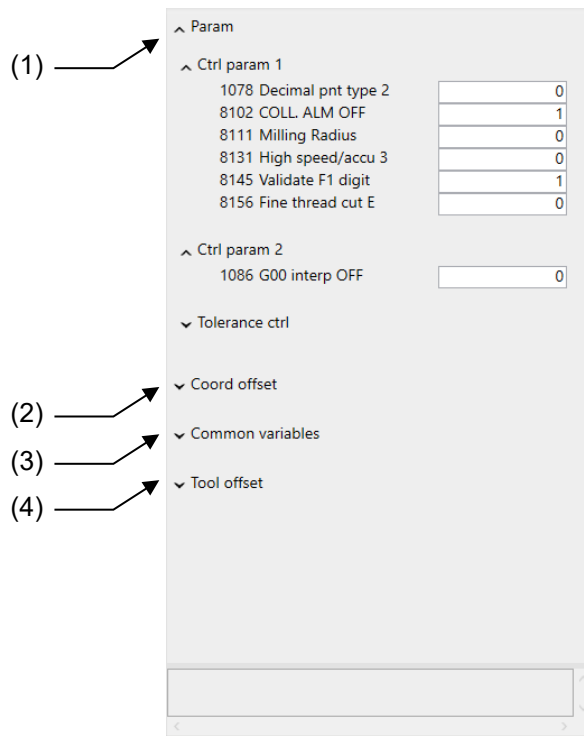 (1)
Param
Ctrl param 1
1078 Decimal pnt type 2 0
8102 COLL. ALM OFF 1
8111 Milling Radius 0
8131 High speed/accu 3 0
8145 Validate F1 digit 1
8156 Fine thread cut E 0
Ctrl param 2
1086 G00 interp OFF 0
Tolerance ctrl
(2)
Coord offset
(3)
Common variables
(4)
Tool offset